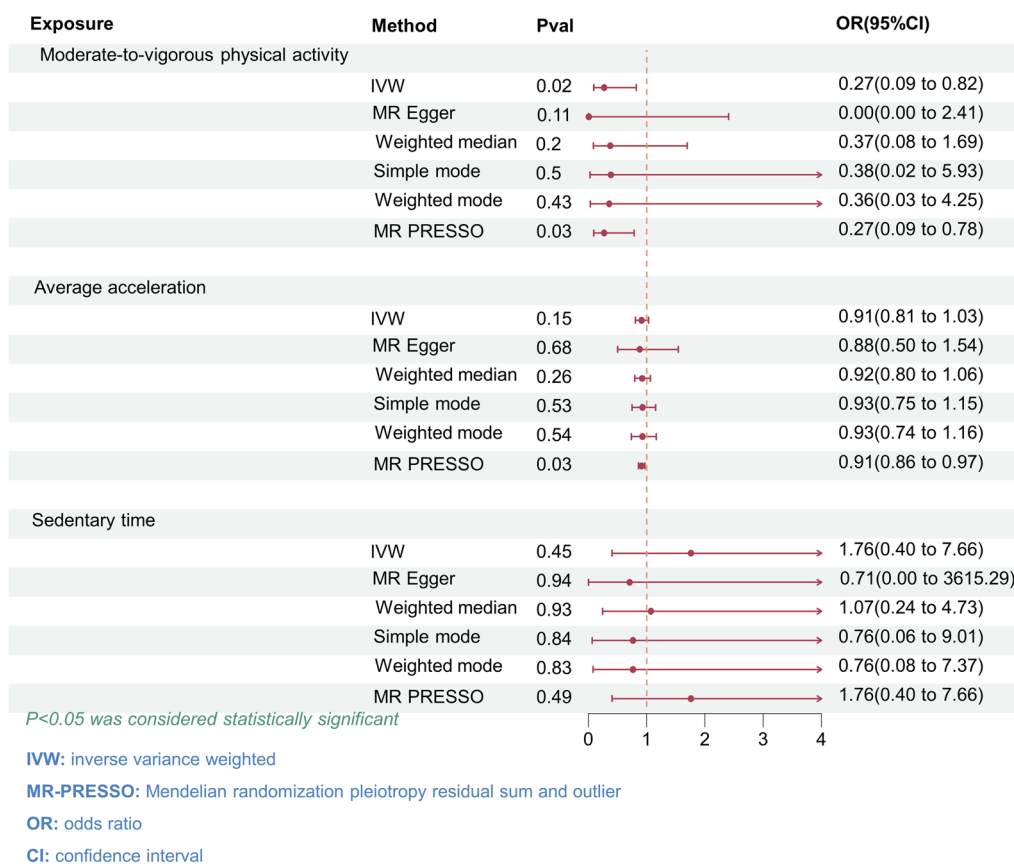 Exposure Method Pval OR(95%CI)
Moderate-to-vigorous physical activity
IVW 0.02 0.27(0.09 to 0.82)
MR Egger 0.11 0.00(0.00 to 2.41)
Weighted median 0.2 0.37(0.08 to 1.69)
Simple mode 0.5 0.38(0.02 to 5.93)
Weighted mode 0.43 0.36(0.03 to 4.25)
MR PRESSO 0.03 0.27(0.09 to 0.78)
Average acceleration
IVW 0.15 0.91(0.81 to 1.03)
MR Egger 0.68 0.88(0.50 to 1.54)
Weighted median 0.26 0.92(0.80 to 1.06)
Simple mode 0.53 0.93(0.75 to 1.15)
Weighted mode 0.54 0.93(0.74 to 1.16)
MR PRESSO 0.03 0.91(0.86 to 0.97)
Sedentary time
IVW 0.45 1.76(0.40 to 7.66)
MR Egger 0.94 0.71(0.00 to 3615.29)
Weighted median 0.93 1.07(0.24 to 4.73)
Simple mode 0.84 0.76(0.06 to 9.01)
Weighted mode 0.83 0.76(0.08 to 7.37)
MR PRESSO 0.49 1.76(0.40 to 7.66)
P<0.05 was considered statistically significant
0 1 2 3 4
IVW: inverse variance weighted
MR-PRESSO: Mendelian randomization pleiotropy residual sum and outlier
OR: odds ratio
CI: confidence interval